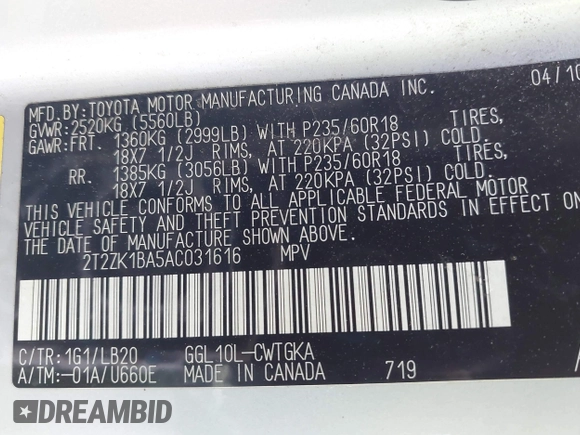 MFD. BY:TOYOTA MOTOR MANUFACTURING CANADA INC. 04/10
GVWR:2520KG (5560LB)
GAWR:FRT. 1360KG (2999LB) WITH P235/60R18 TIRES,
18X7 1/2J RIMS, AT 220KPA (32PSI) COLD.
RR. 1385KG (3056LB) WITH P235/60R18 TIRES,
18X7 1/2J RIMS, AT 220KPA (32PSI) COLD.
THIS VEHICLE CONFORMS TO ALL APPLICABLE FEDERAL MOTOR
VEHICLE SAFETY AND THEFT PREVENTION STANDARDS IN EFFECT ON
THE DATE OF MANUFACTURE SHOWN ABOVE.
2T2ZK1BA5AC031616 MPV
C/TR:1G1/LB20 GGL10L-CWTGKA
A/TM:-01A/U660E MADE IN CANADA 719
DREAMBID